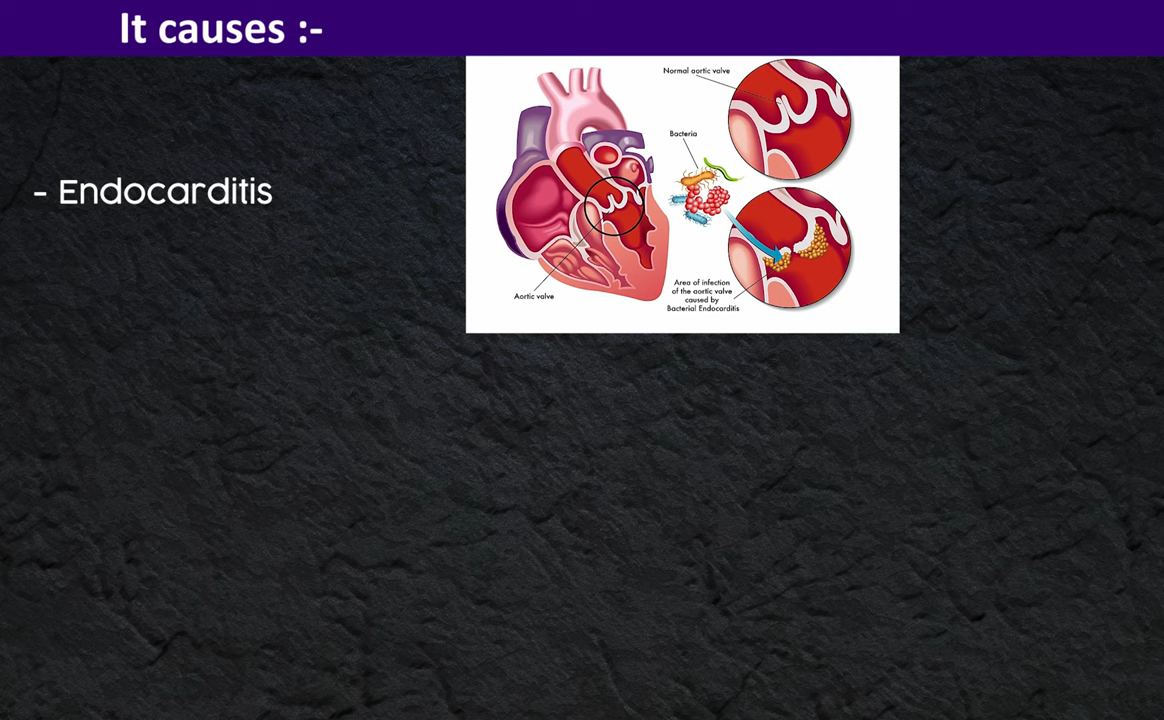 It causes :-
- Endocarditis
Normal aortic valve
Bacteria
Aortic valve
Area of infection
of the aortic valve
caused by
Bacterial Endocarditis